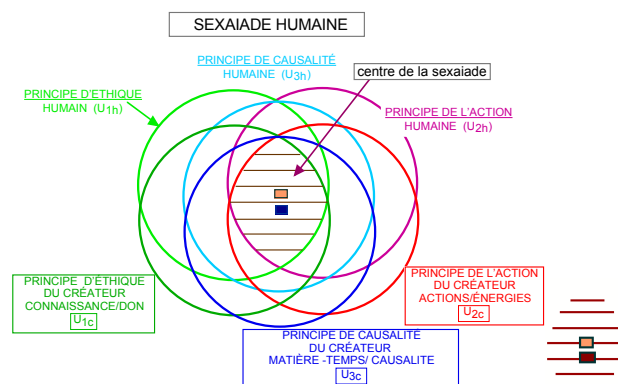 SEXAIADE HUMAINE
PRINCIPE DE CAUSALITÉ
HUMAINE (U3h)
centre de la sexaiade
PRINCIPE D'ETHIQUE
HUMAIN (U1h)
PRINCIPE DE L'ACTION
HUMAINE (U2h)
PRINCIPE D'ÉTHIQUE
DU CRÉATEUR
CONNAISSANCE/DON
U1c
PRINCIPE DE L'ACTION
DU CRÉATEUR
ACTIONS/ÉNERGIES
U2c
PRINCIPE DE CAUSALITÉ
DU CRÉATEUR
MATIÈRE -TEMPS/ CAUSALITE
U3c